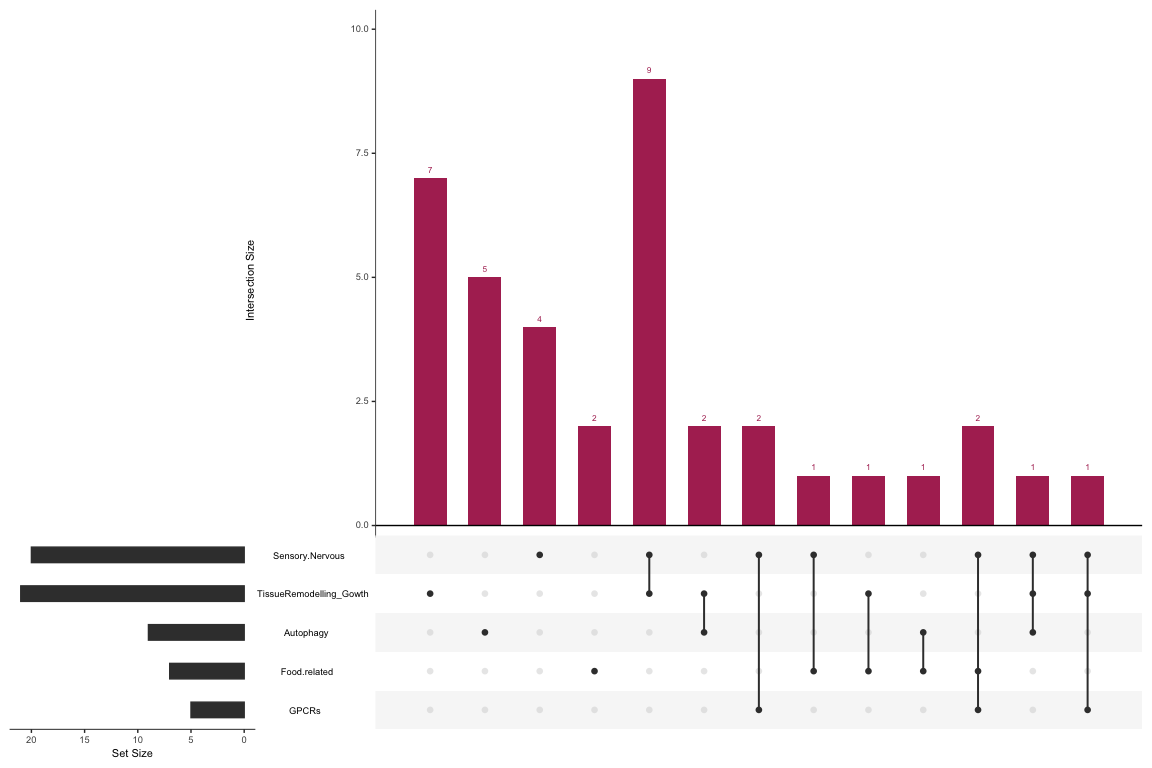 10.0
7.5
5.0
2.5
0.0
Intersection Size
7
5
4
2
9
2
2
1
1
1
2
1
1
Sensory.Nervous
TissueRemodelling_Gowth
Autophagy
Food.related
GPCRs
20 15 10 5 0
Set Size